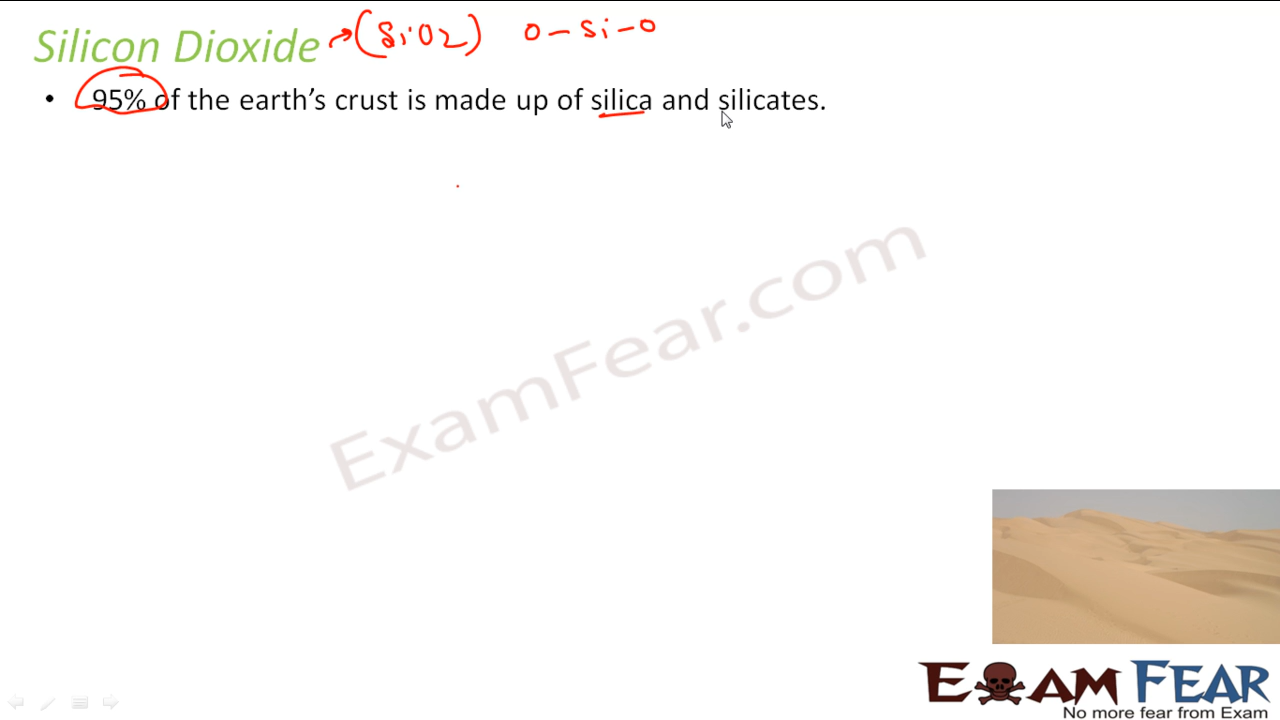 Silicon Dioxide → (SiO2) O-Si-O
• 95% of the earth's crust is made up of silica and silicates.
ExamFear.com
EXAM FEAR
No more fear from Exam